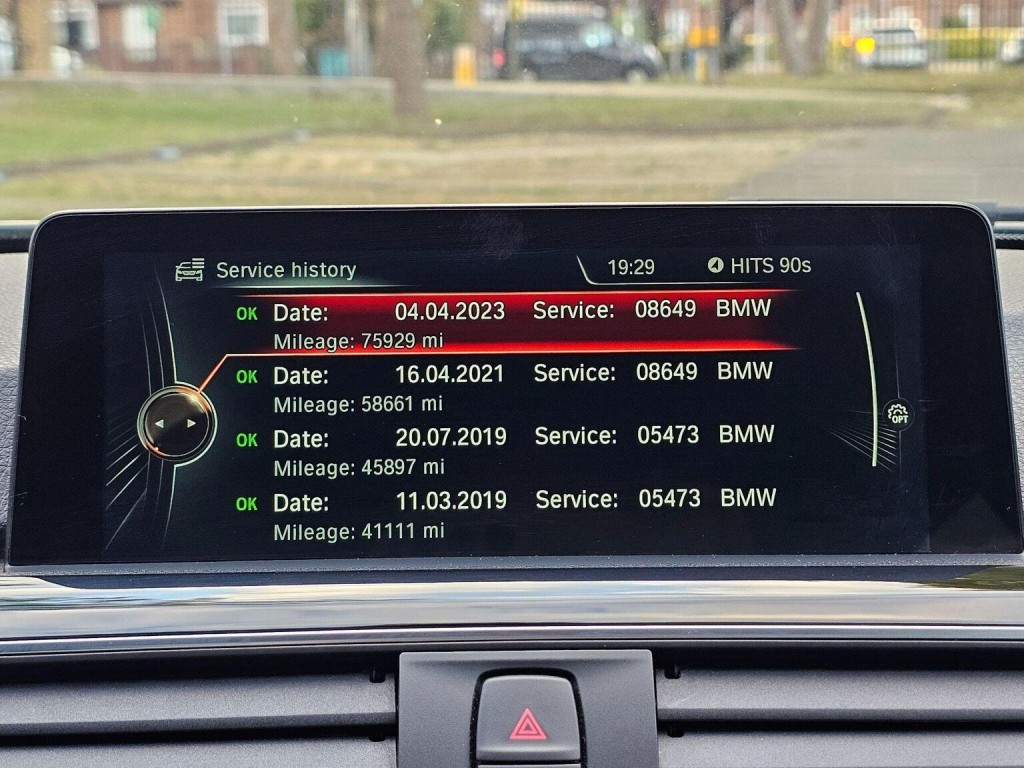 Service history 19:29 HITS 90s
OK Date: 04.04.2023 Service: 08649 BMW
Mileage: 75929 mi
OK Date: 16.04.2021 Service: 08649 BMW
Mileage: 58661 mi
OK Date: 20.07.2019 Service: 05473 BMW
Mileage: 45897 mi
OK Date: 11.03.2019 Service: 05473 BMW
Mileage: 41111 mi
OPT